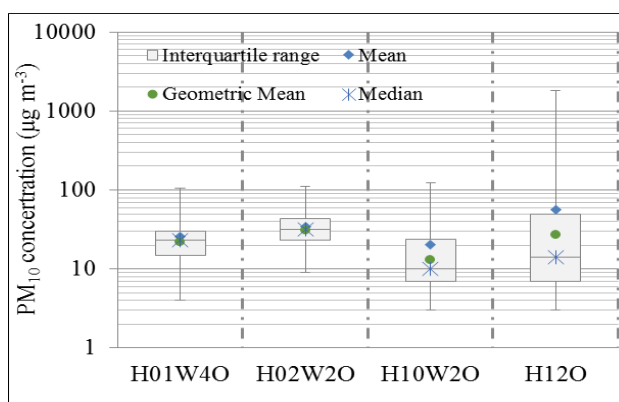 10000
Interquartile range
Mean
Geometric Mean
Median
1000
100
10
1
PM₁₀ concertration (µg m⁻³)
H01W4O
H02W2O
H10W2O
H12O